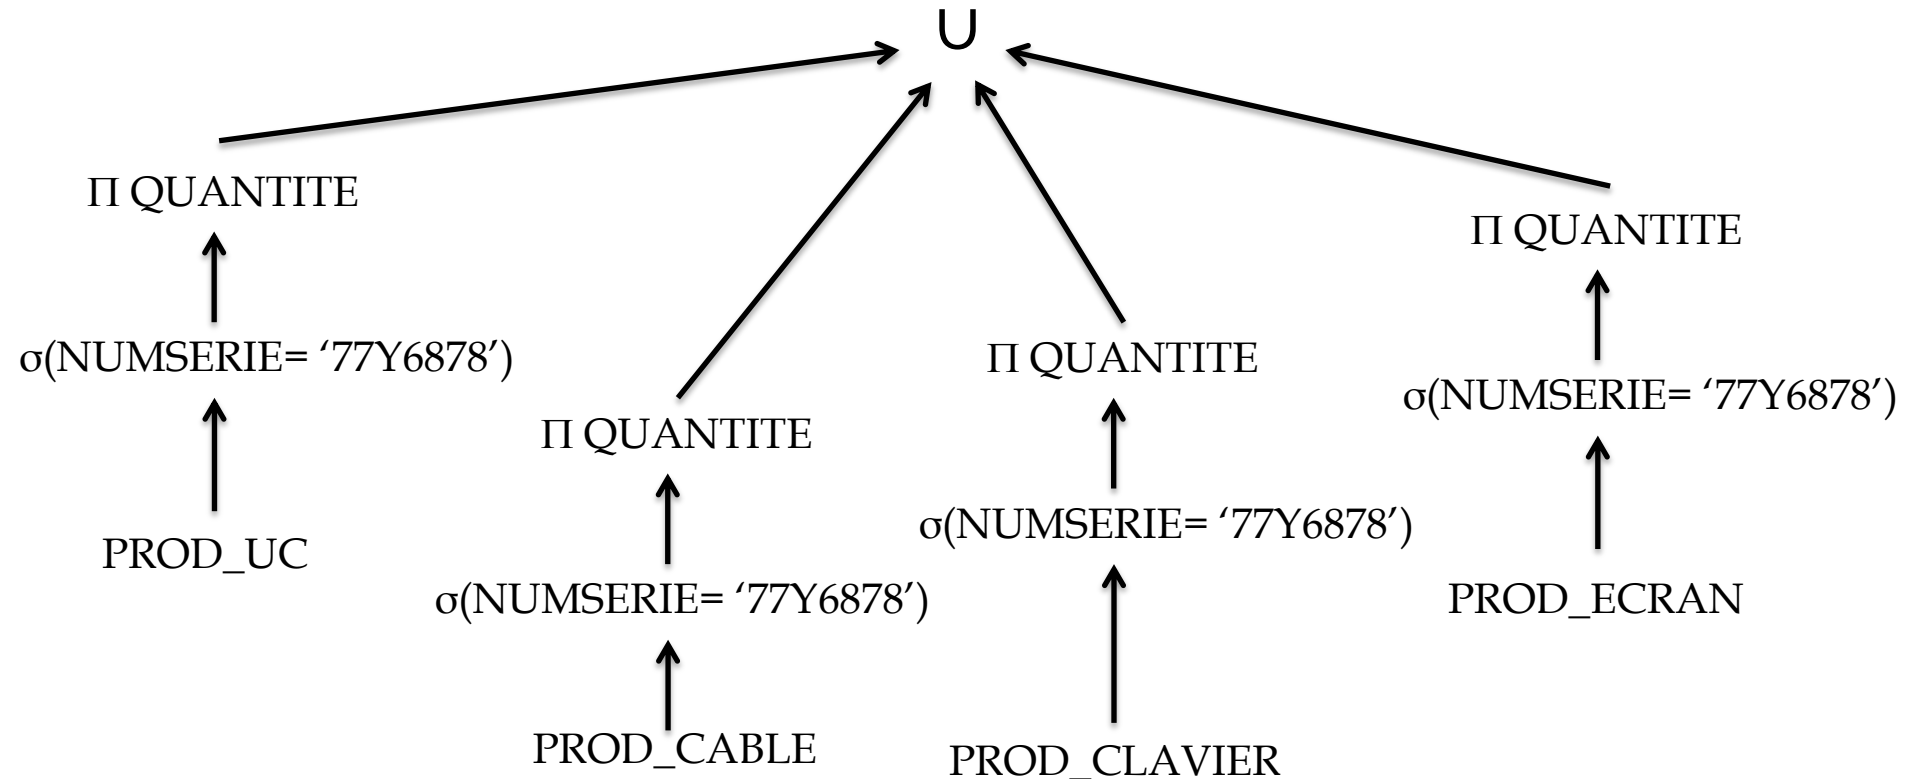 ∪
Π QUANTITE
σ(NUMSERIE= ‘77Y6878’)
PROD_UC
Π QUANTITE
σ(NUMSERIE= ‘77Y6878’)
PROD_CABLE
Π QUANTITE
σ(NUMSERIE= ‘77Y6878’)
PROD_CLAVIER
Π QUANTITE
σ(NUMSERIE= ‘77Y6878’)
PROD_ECRAN